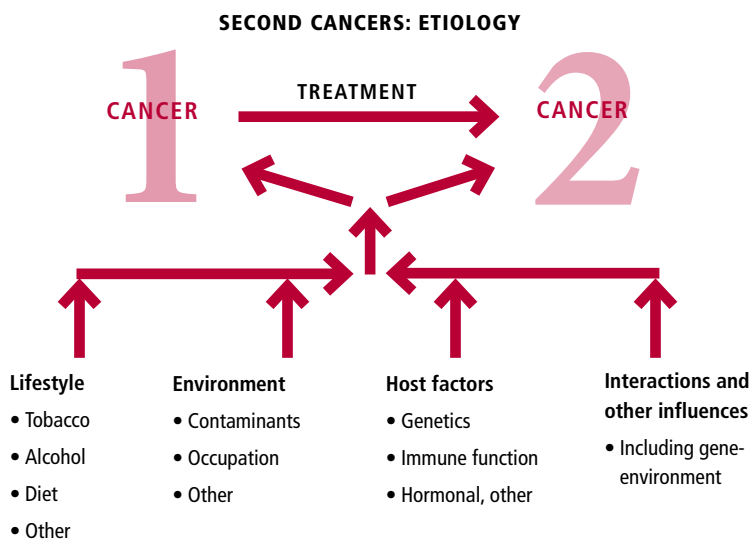 SECOND CANCERS: ETIOLOGY
1
CANCER
TREATMENT
2
CANCER
Lifestyle
• Tobacco
• Alcohol
• Diet
• Other
Environment
• Contaminants
• Occupation
• Other
Host factors
• Genetics
• Immune function
• Hormonal, other
Interactions and
other influences
• Including gene-
environment